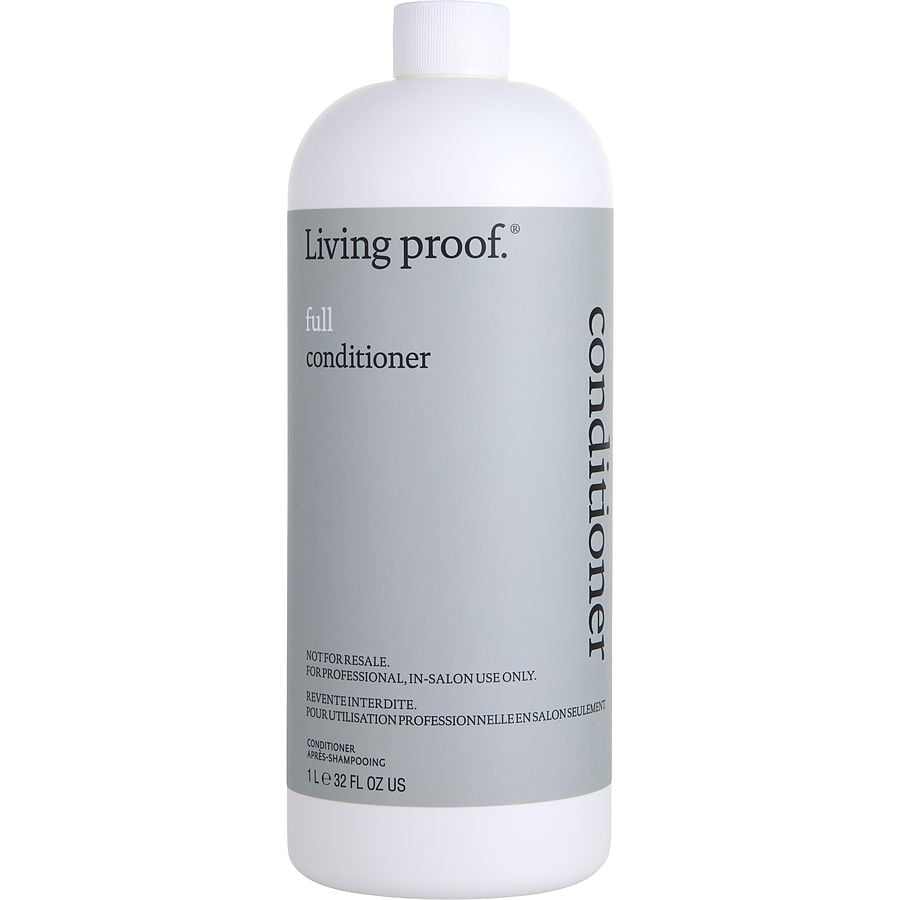 Living proof.®
full
conditioner
conditioner
NOT FOR RESALE.
FOR PROFESSIONAL, IN-SALON USE ONLY.
REVENTE INTERDITE.
POUR UTILISATION PROFESSIONNELLE EN SALON SEULEMENT.
CONDITIONER
APRÈS-SHAMPOOING
1 L ℮ 32 FL OZ US